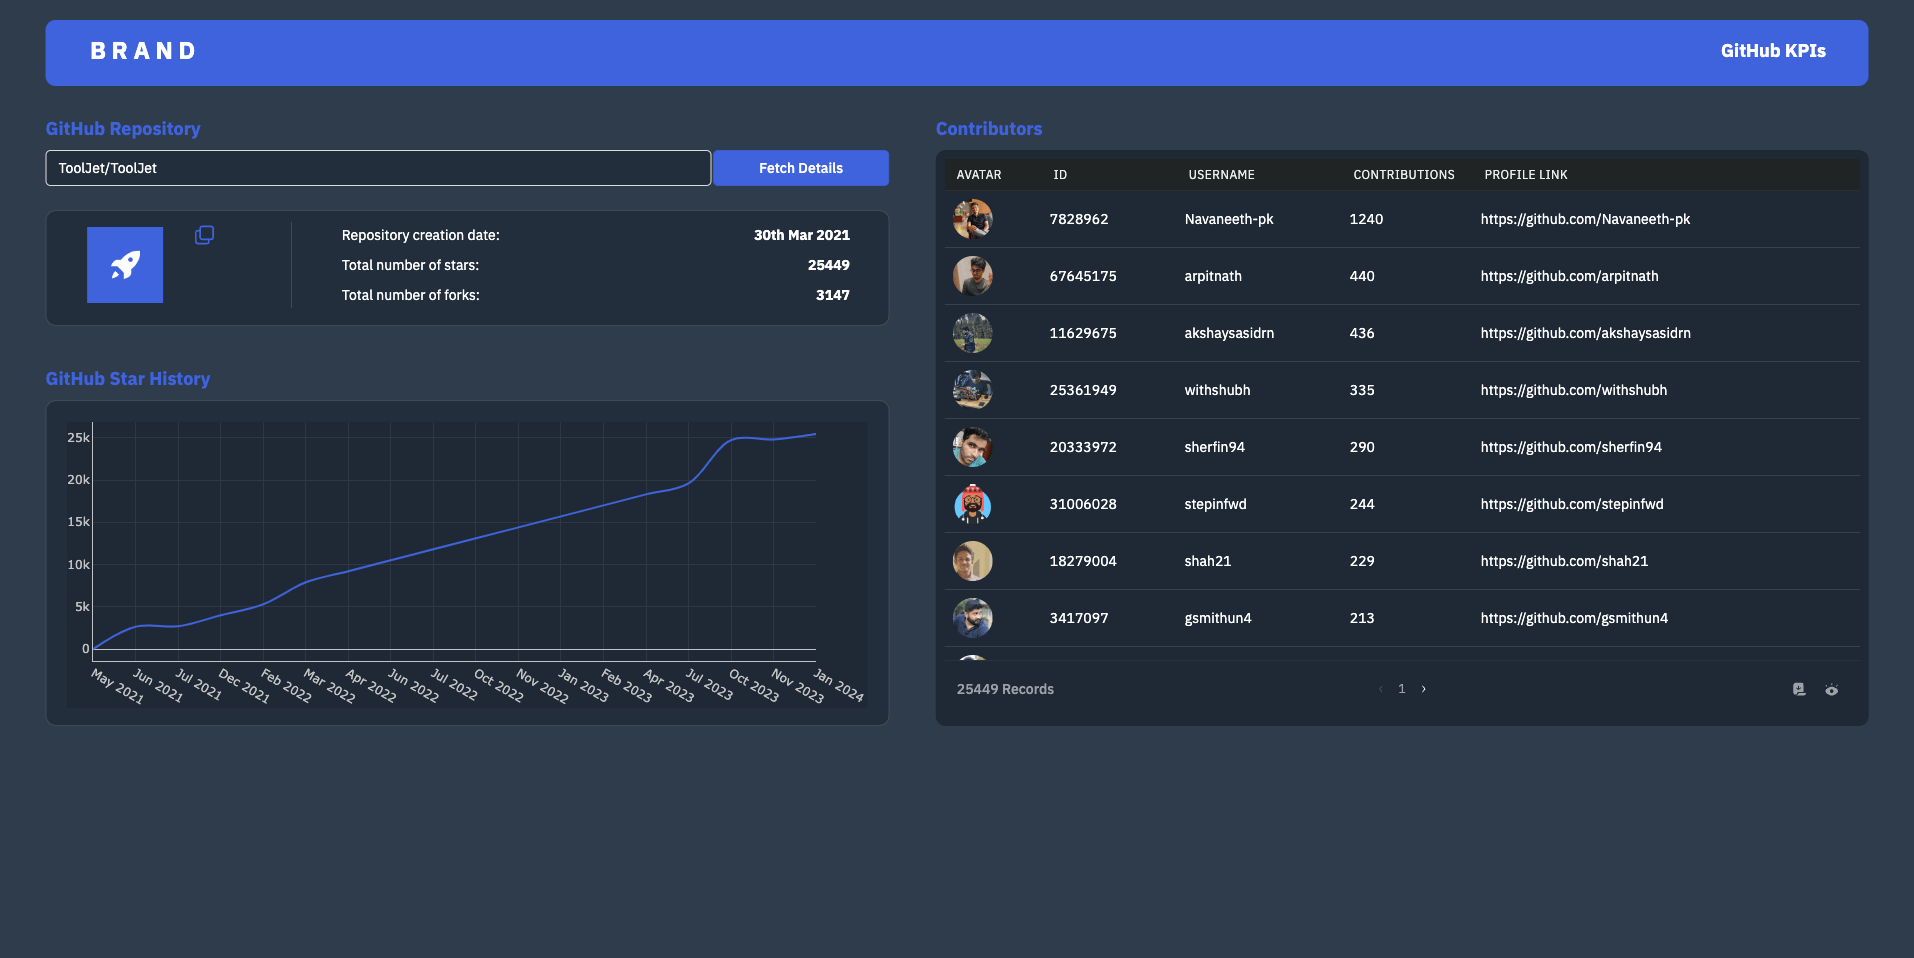 BRAND
GitHub KPIs
GitHub Repository
ToolJet/ToolJet
Fetch Details
Repository creation date: 30th Mar 2021
Total number of stars: 25449
Total number of forks: 3147
GitHub Star History
25k
20k
15k
10k
5k
0
May 2021 Jun 2021 Jul 2021 Dec 2021 Feb 2022 Mar 2022 Apr 2022 Jun 2022 Jul 2022 Oct 2022 Nov 2022 Jan 2023 Feb 2023 Apr 2023 Jul 2023 Oct 2023 Nov 2023 Jan 2024
Contributors
AVATAR ID USERNAME CONTRIBUTIONS PROFILE LINK
7828962 Navaneeth-pk 1240 https://github.com/Navaneeth-pk
67645175 arpitnath 440 https://github.com/arpitnath
11629675 akshaysasidrn 436 https://github.com/akshaysasidrn
25361949 withshubh 335 https://github.com/withshubh
20333972 sherfin94 290 https://github.com/sherfin94
31006028 stepinfwd 244 https://github.com/stepinfwd
18279004 shah21 229 https://github.com/shah21
3417097 gsmithun4 213 https://github.com/gsmithun4
25449 Records
1